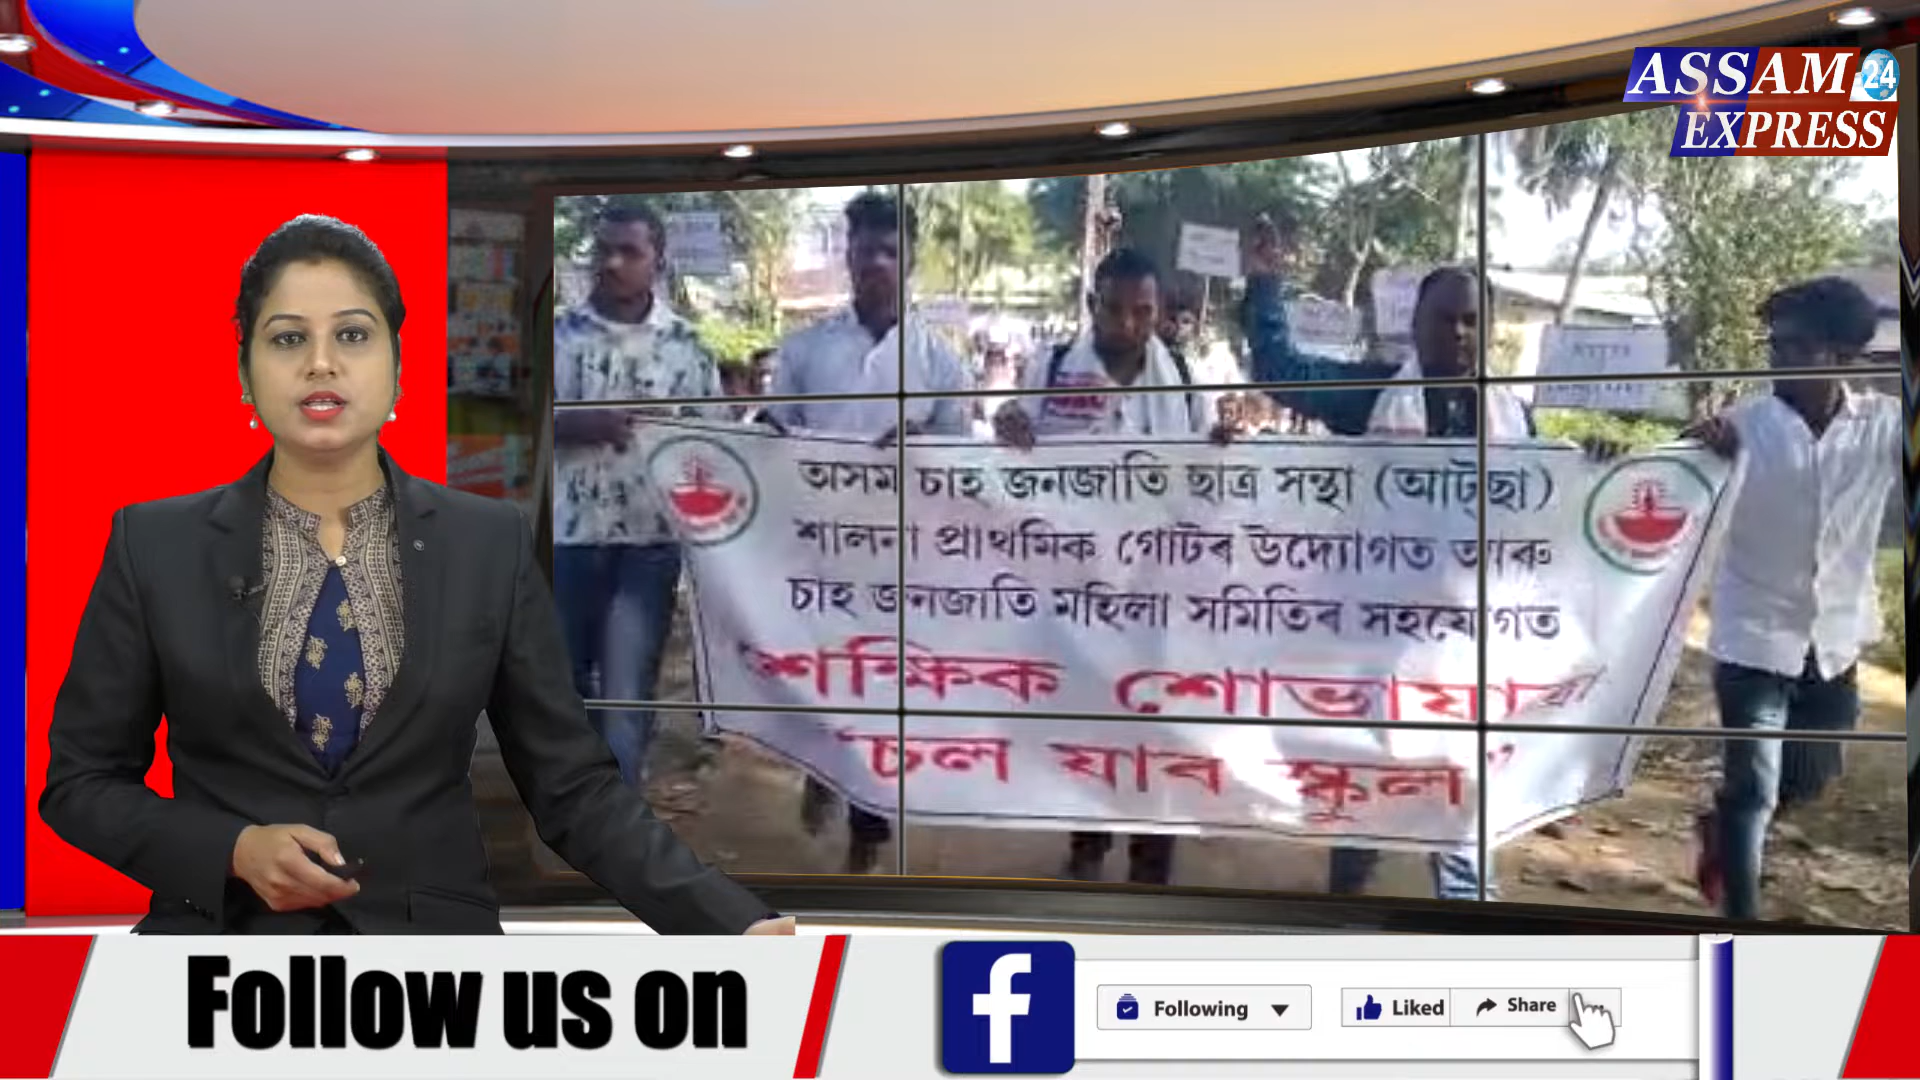 ASSAM 24
EXPRESS
অসম চাহ জনজাতি ছাত্ৰ সন্থা (আট্ছা)
শালনা প্ৰাথমিক গোটৰ উদ্যোগত আৰু
চাহ জনজাতি মহিলা সমিতিৰ সহযোগত
শৈক্ষিক শোভাযাত্ৰা
"চল যাব স্কুল"
Follow us on
f
Following
Liked
Share